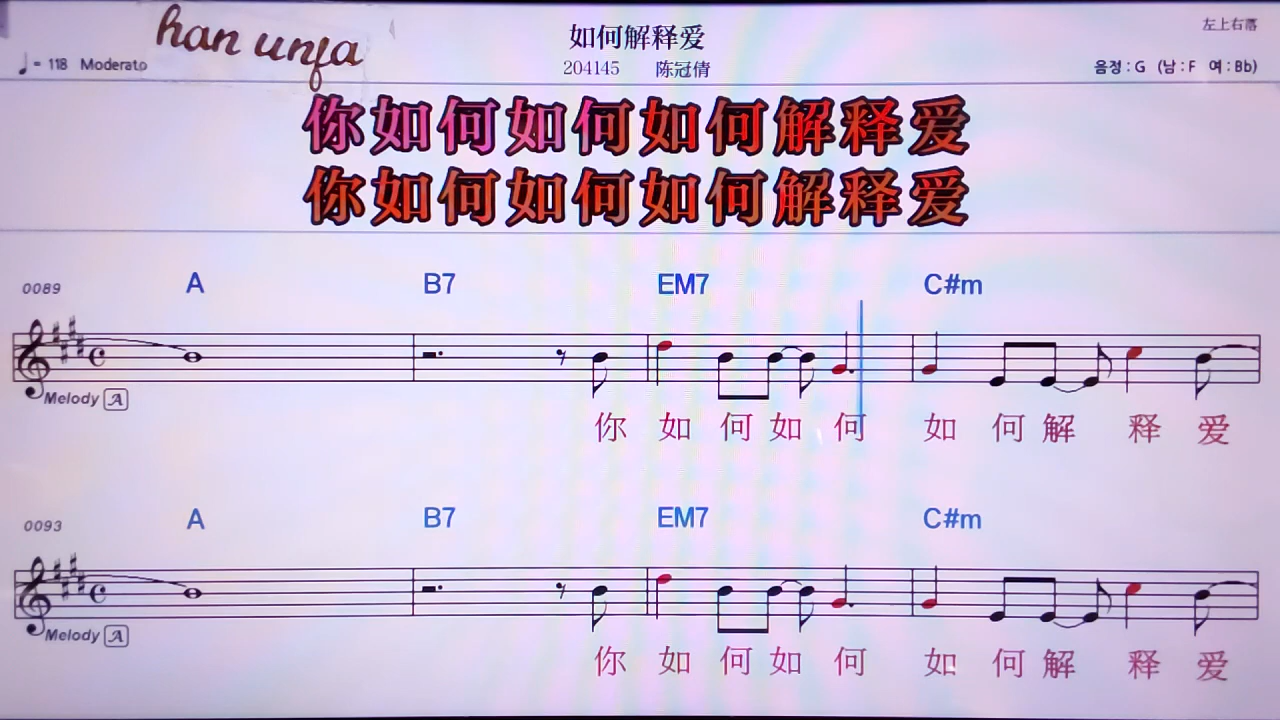 han unfa
如何解释爱
左上右落
♩= 118 Moderato
204145 陈冠倩
음정 : G (남 : F 여 : Bb)
你如何如何如何解释爱
你如何如何如何解释爱
0089 A B7 EM7 C#m
Melody A
你 如 何 如 何 如 何 解 释 爱
0093 A B7 EM7 C#m
Melody A
你 如 何 如 何 如 何 解 释 爱